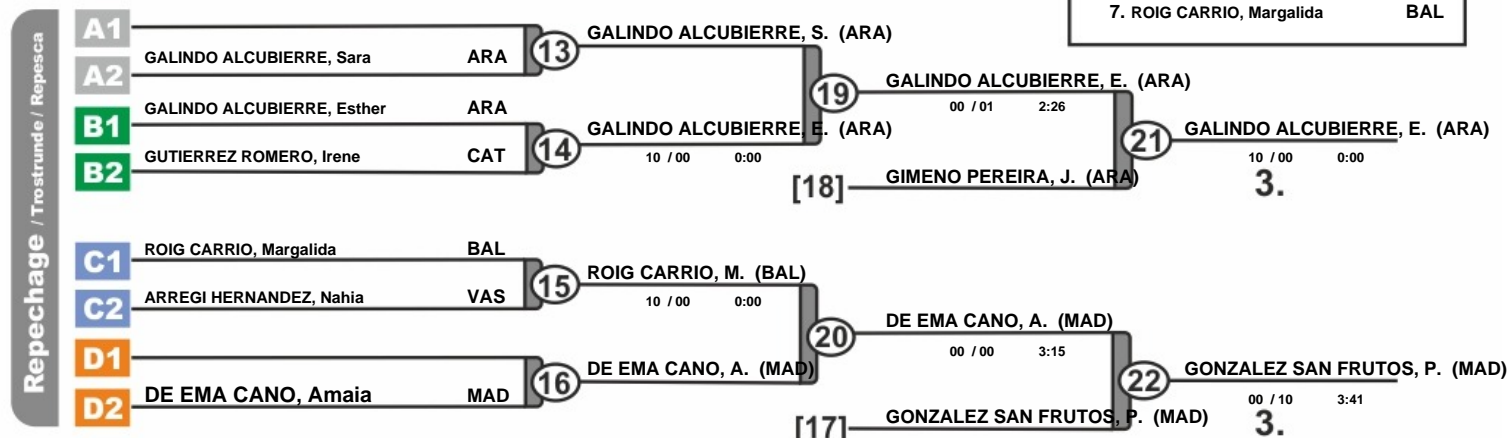 7. ROIG CARRIO, Margalida BAL
Repechage / Trostrunde / Repesca
A1
GALINDO ALCUBIERRE, Sara ARA
A2
13
GALINDO ALCUBIERRE, S. (ARA)
GALINDO ALCUBIERRE, Esther ARA
B1
GUTIERREZ ROMERO, Irene CAT
B2
14
GALINDO ALCUBIERRE, E. (ARA)
10 / 00 0:00
19
GALINDO ALCUBIERRE, E. (ARA)
00 / 01 2:26
[18]
GIMENO PEREIRA, J. (ARA)
21
GALINDO ALCUBIERRE, E. (ARA)
10 / 00 0:00
3.
ROIG CARRIO, Margalida BAL
C1
ARREGI HERNANDEZ, Nahia VAS
C2
15
ROIG CARRIO, M. (BAL)
10 / 00 0:00
D1
DE EMA CANO, Amaia MAD
D2
16
DE EMA CANO, A. (MAD)
20
DE EMA CANO, A. (MAD)
00 / 00 3:15
[17]
GONZALEZ SAN FRUTOS, P. (MAD)
22
GONZALEZ SAN FRUTOS, P. (MAD)
00 / 10 3:41
3.